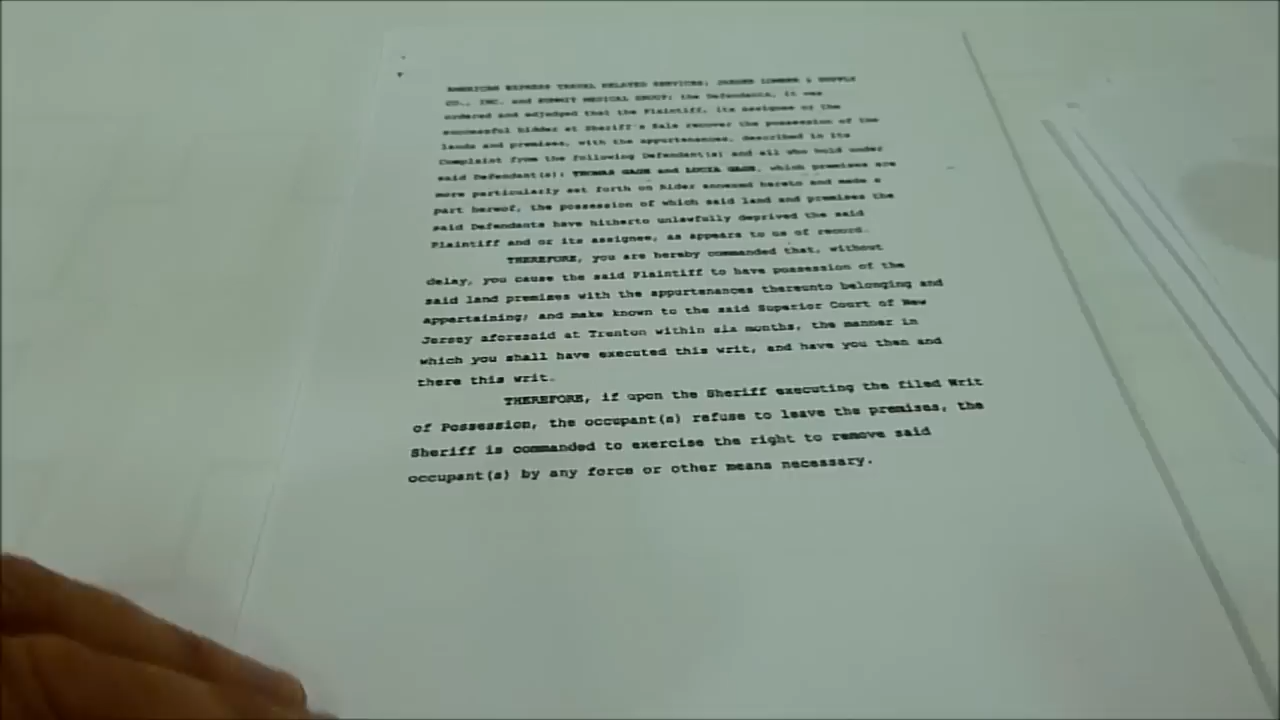 AMERICAN EXPRESS TRAVEL RELATED SERVICES; JAEGER LUMBER & SUPPLY
CO., INC. and SUMMIT MEDICAL GROUP; the Defendants, it was
ordered and adjudged that the Plaintiff, its assignee or the
successful bidder at Sheriff's Sale recover the possession of the
lands and premises, with the appurtenances, described in its
Complaint from the following Defendant(s) and all who hold under
said Defendant(s): THOMAS GAGE and LUCIA GAGE, which premises are
more particularly set forth on Rider annexed hereto and made a
part hereof, the possession of which said land and premises the
said Defendants have hitherto unlawfully deprived the said
Plaintiff and or its assignee, as appears to us of record.
THEREFORE, you are hereby commanded that, without
delay, you cause the said Plaintiff to have possession of the
said land premises with the appurtenances thereunto belonging and
appertaining; and make known to the said Superior Court of New
Jersey aforesaid at Trenton within six months, the manner in
which you shall have executed this writ, and have you then and
there this writ.
THEREFORE, if upon the Sheriff executing the filed Writ
of Possession, the occupant(s) refuse to leave the premises, the
Sheriff is commanded to exercise the right to remove said
occupant(s) by any force or other means necessary.